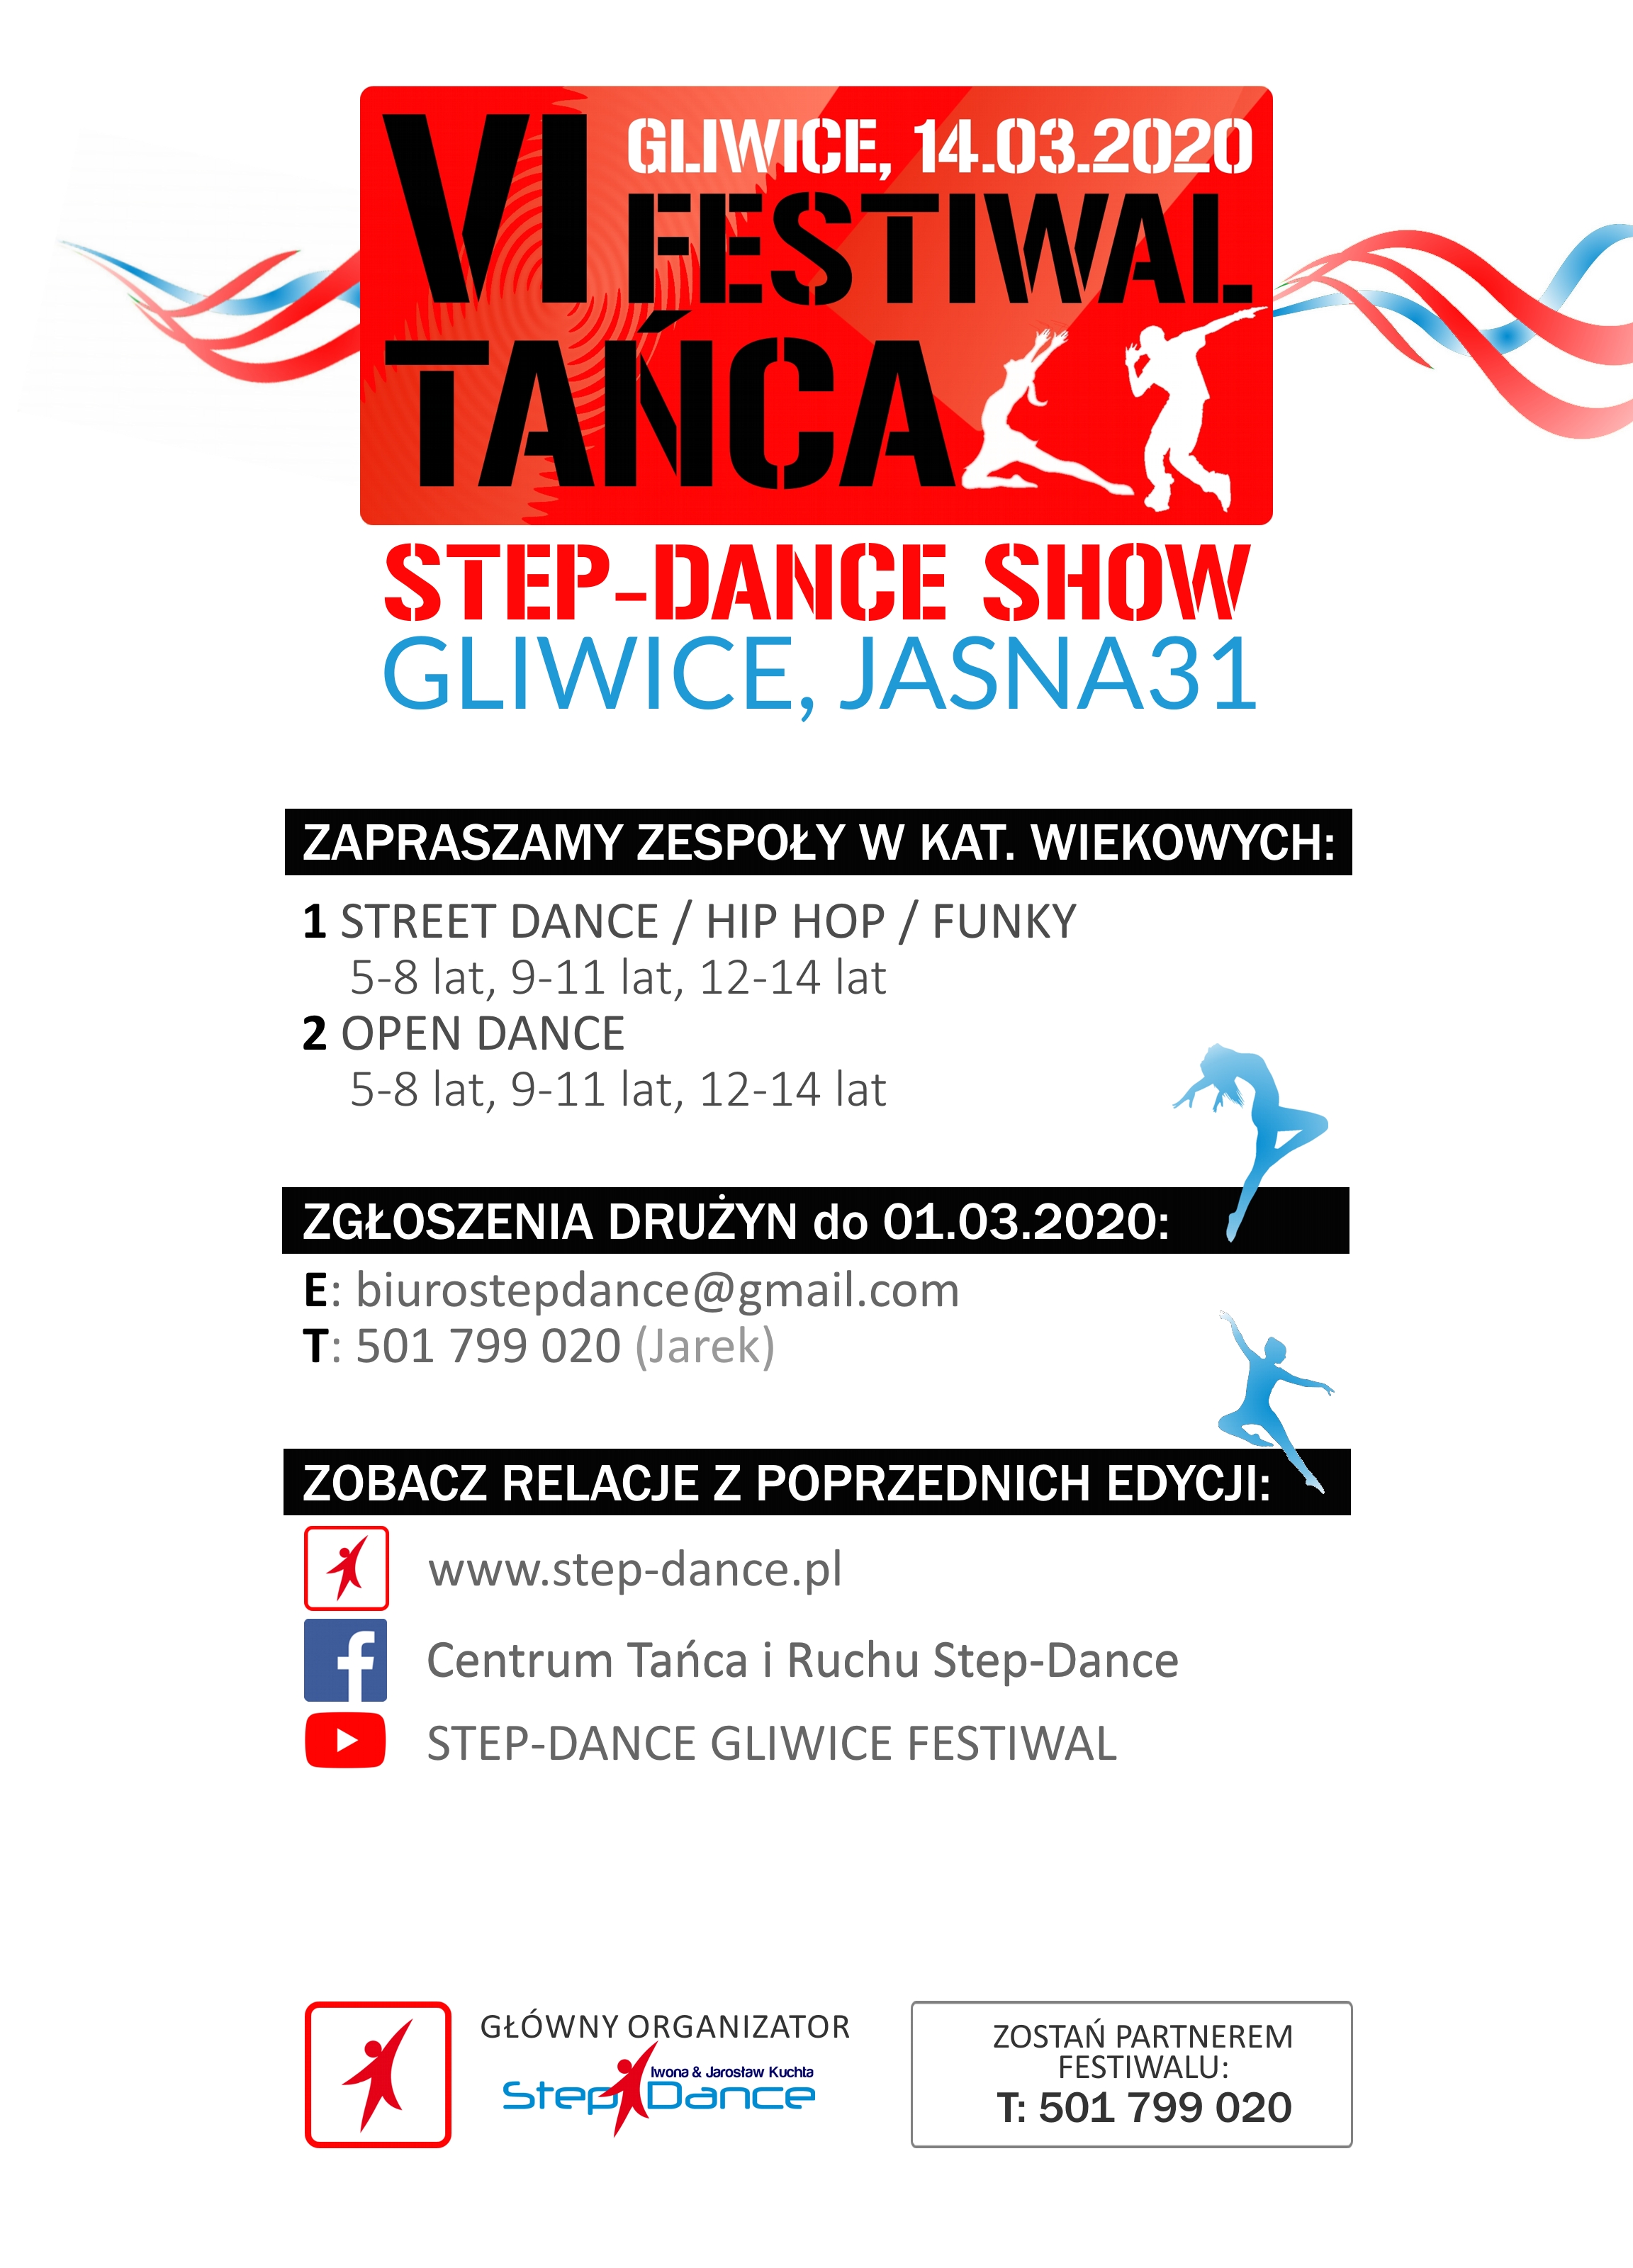 VI GLIWICE, 14.03.2020
FESTIWAL
TAŃCA
STEP-DANCE SHOW
GLIWICE, JASNA31
ZAPRASZAMY ZESPOŁY W KAT. WIEKOWYCH:
1 STREET DANCE / HIP HOP / FUNKY
5-8 lat, 9-11 lat, 12-14 lat
2 OPEN DANCE
5-8 lat, 9-11 lat, 12-14 lat
ZGŁOSZENIA DRUŻYN do 01.03.2020:
E: biurostepdance@gmail.com
T: 501 799 020 (Jarek)
ZOBACZ RELACJE Z POPRZEDNICH EDYCJI:
www.step-dance.pl
Centrum Tańca i Ruchu Step-Dance
STEP-DANCE GLIWICE FESTIWAL
GŁÓWNY ORGANIZATOR
Iwona & Jarosław Kuchta
Step Dance
ZOSTAŃ PARTNEREM
FESTIWALU:
T: 501 799 020